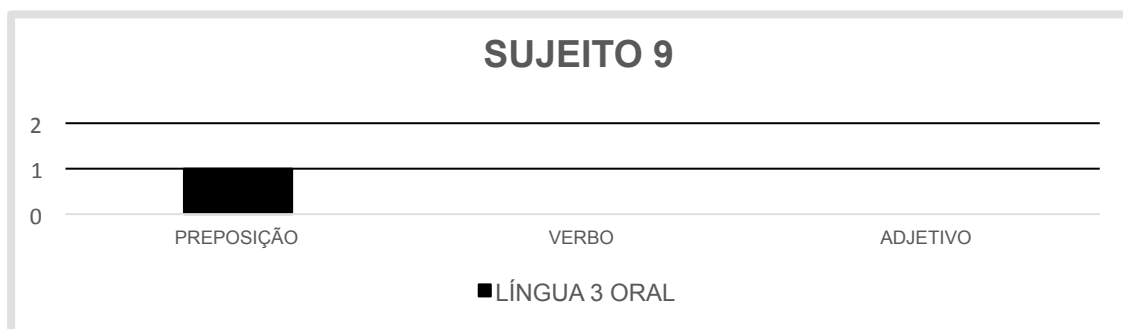 SUJEITO 9
2
1
0
PREPOSIÇÃO VERBO ADJETIVO
LÍNGUA 3 ORAL